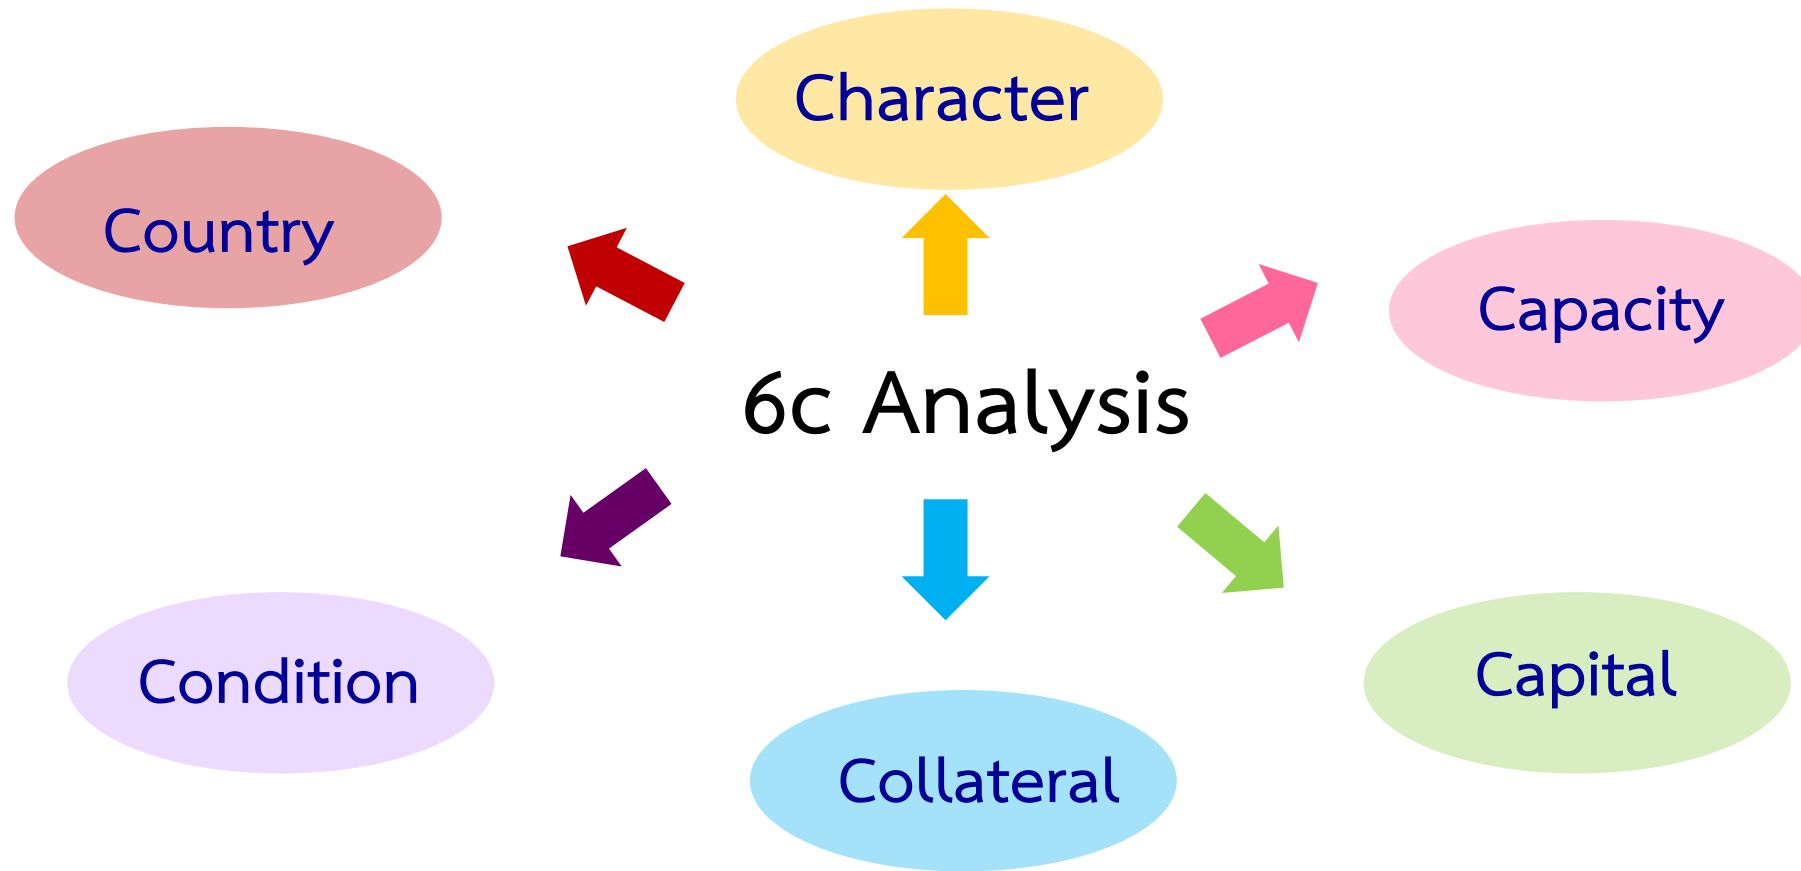 Character
Country
Capacity
6c Analysis
Condition
Capital
Collateral